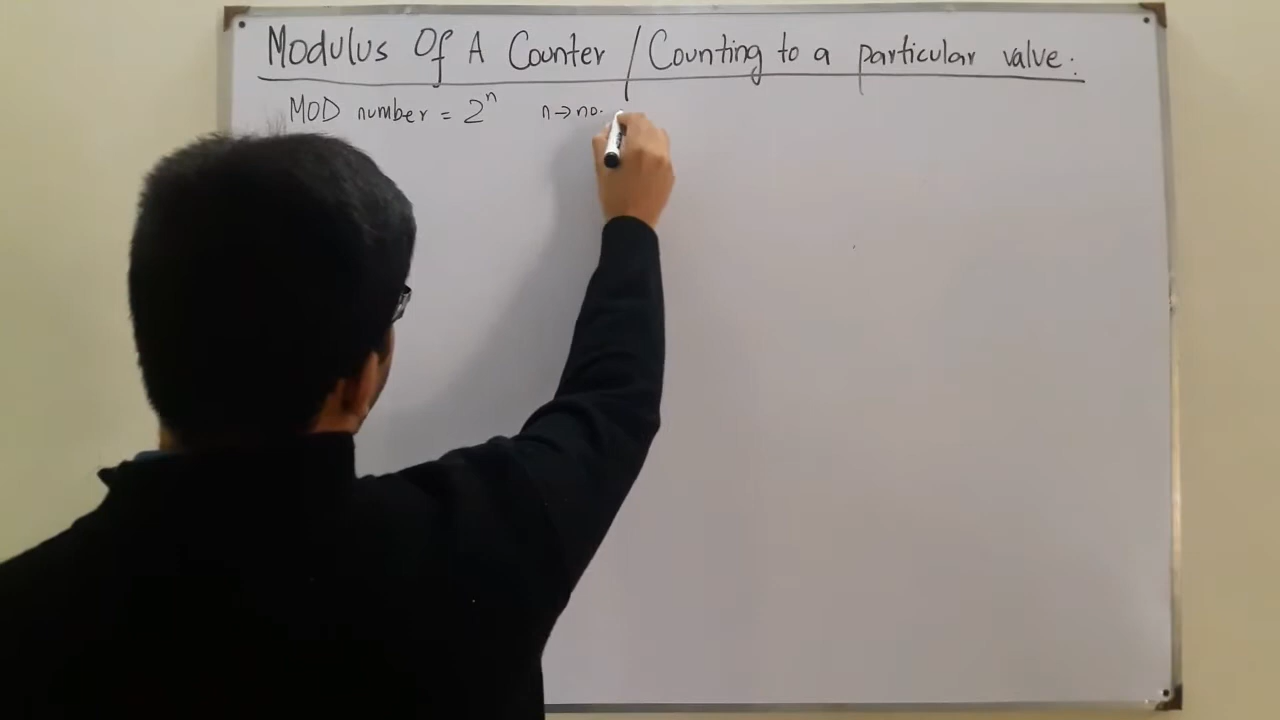 Modulus Of A Counter / Counting to a particular valve:
MOD number = 2ⁿ n→no.